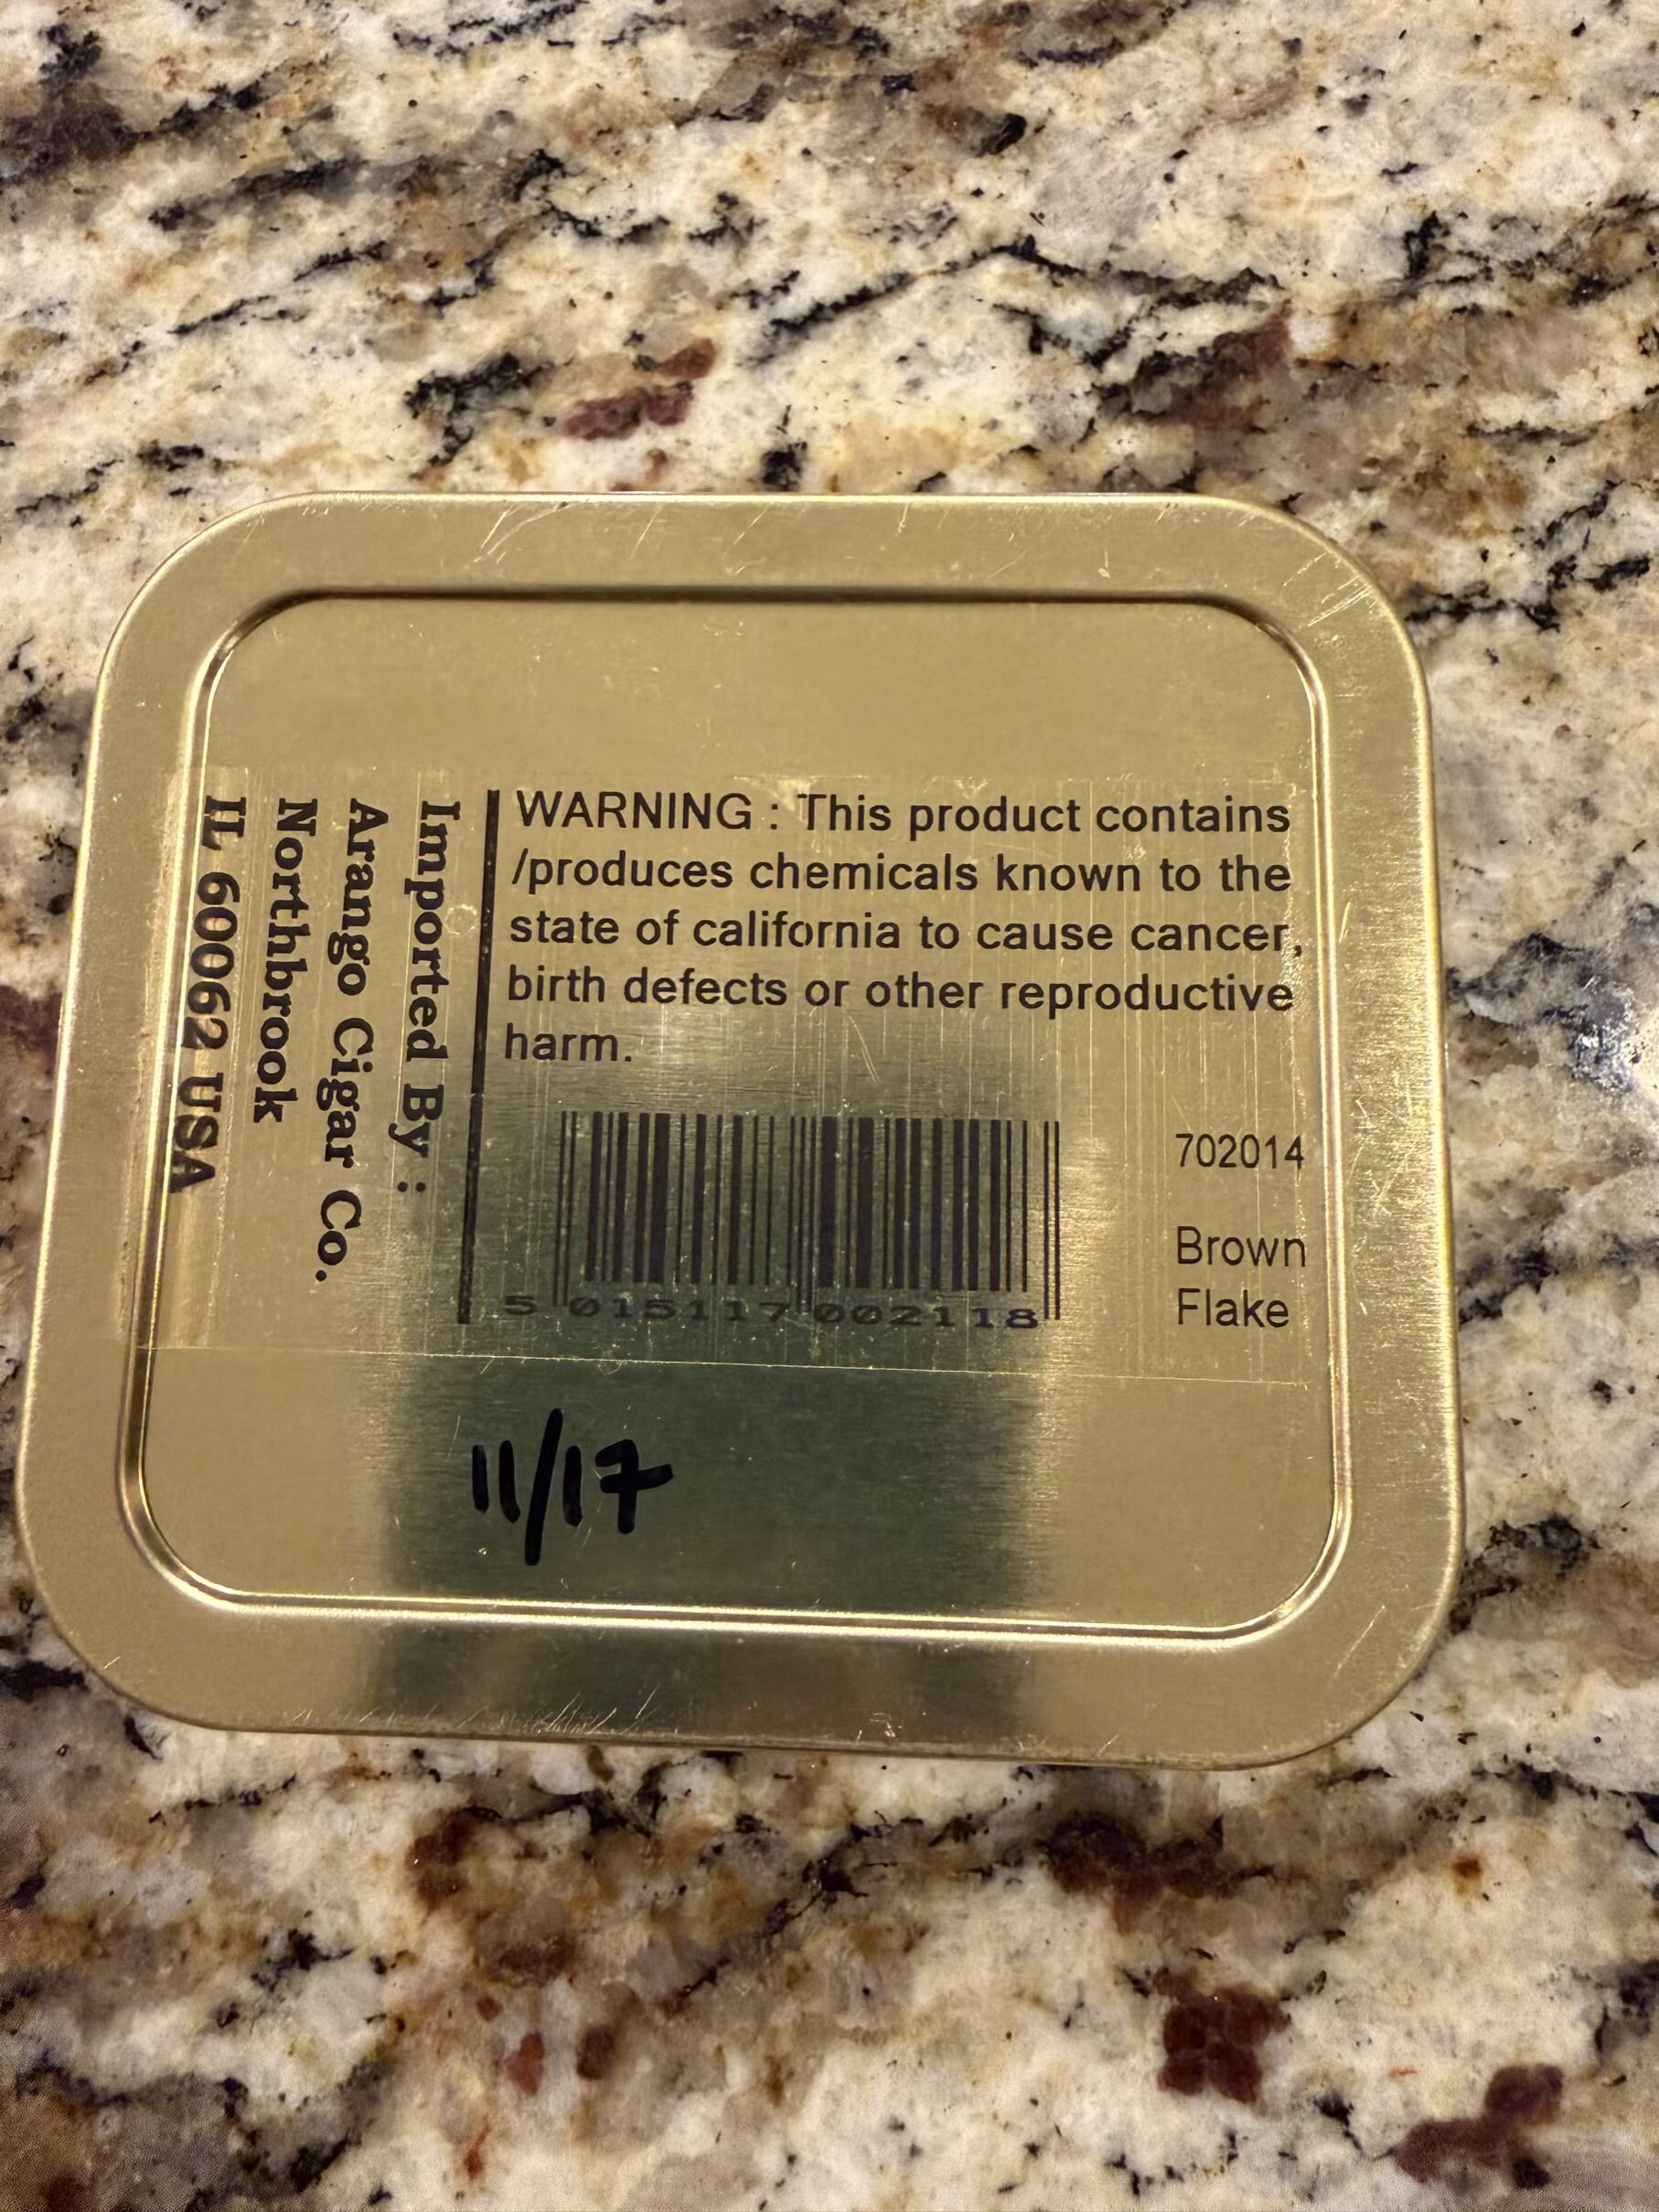 WARNING : This product contains
/produces chemicals known to the
state of california to cause cancer,
birth defects or other reproductive
harm.
Imported By :
Arango Cigar Co.
Northbrook
IL 60062 USA
5 015117 002118
702014
Brown
Flake
11/17